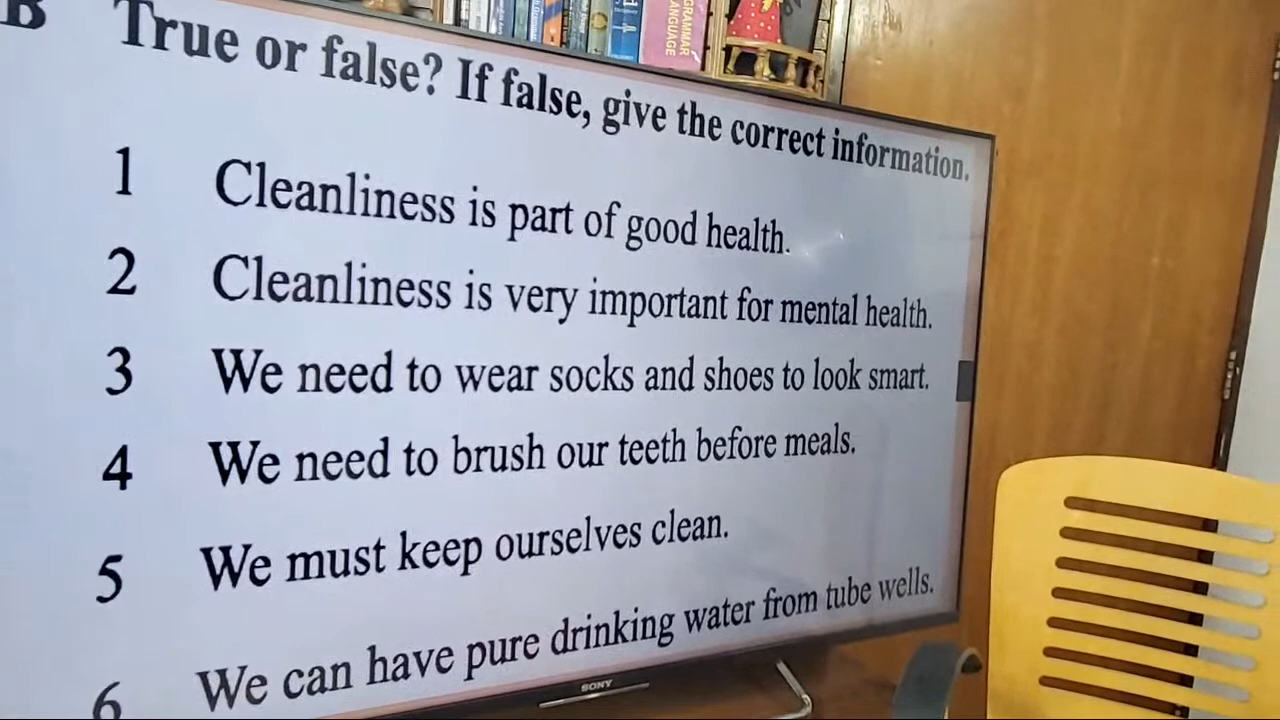 B True or false? If false, give the correct information.
1 Cleanliness is part of good health.
2 Cleanliness is very important for mental health.
3 We need to wear socks and shoes to look smart.
4 We need to brush our teeth before meals.
5 We must keep ourselves clean.
6 We can have pure drinking water from tube wells.
SONY
GRAMMAR
LANGUAGE